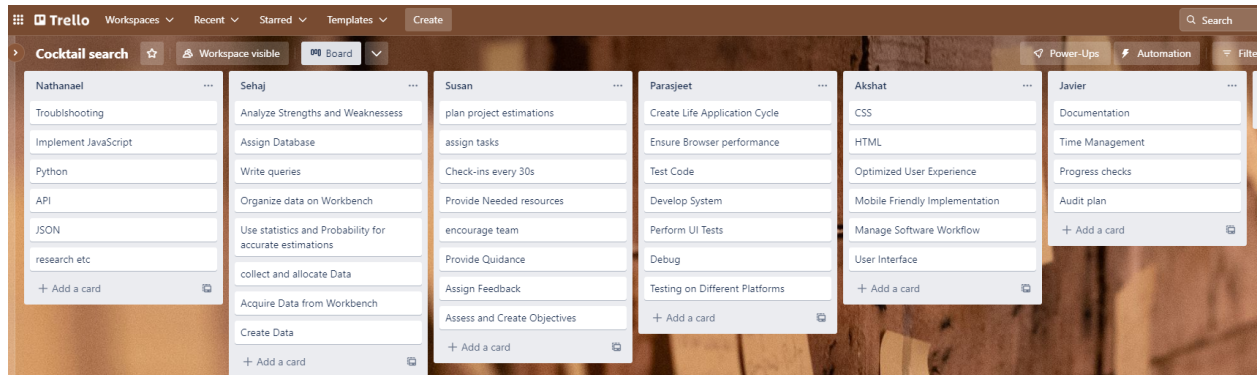 Trello Workspaces Recent Starred Templates Create Search
Cocktail search Workspace visible Board Power-Ups Automation Filte
Nathanael
Troublshooting
Implement JavaScript
Python
API
JSON
research etc
+ Add a card
Sehaj
Analyze Strengths and Weaknessess
Assign Database
Write queries
Organize data on Workbench
Use statistics and Probability for
accurate estimations
collect and allocate Data
Acquire Data from Workbench
Create Data
+ Add a card
Susan
plan project estimations
assign tasks
Check-ins every 30s
Provide Needed resources
encourage team
Provide Quidance
Assign Feedback
Assess and Create Objectives
+ Add a card
Parasjeet
Create Life Application Cycle
Ensure Browser performance
Test Code
Develop System
Perform UI Tests
Debug
Testing on Different Platforms
+ Add a card
Akshat
CSS
HTML
Optimized User Experience
Mobile Friendly Implementation
Manage Software Workflow
User Interface
+ Add a card
Javier
Documentation
Time Management
Progress checks
Audit plan
+ Add a card